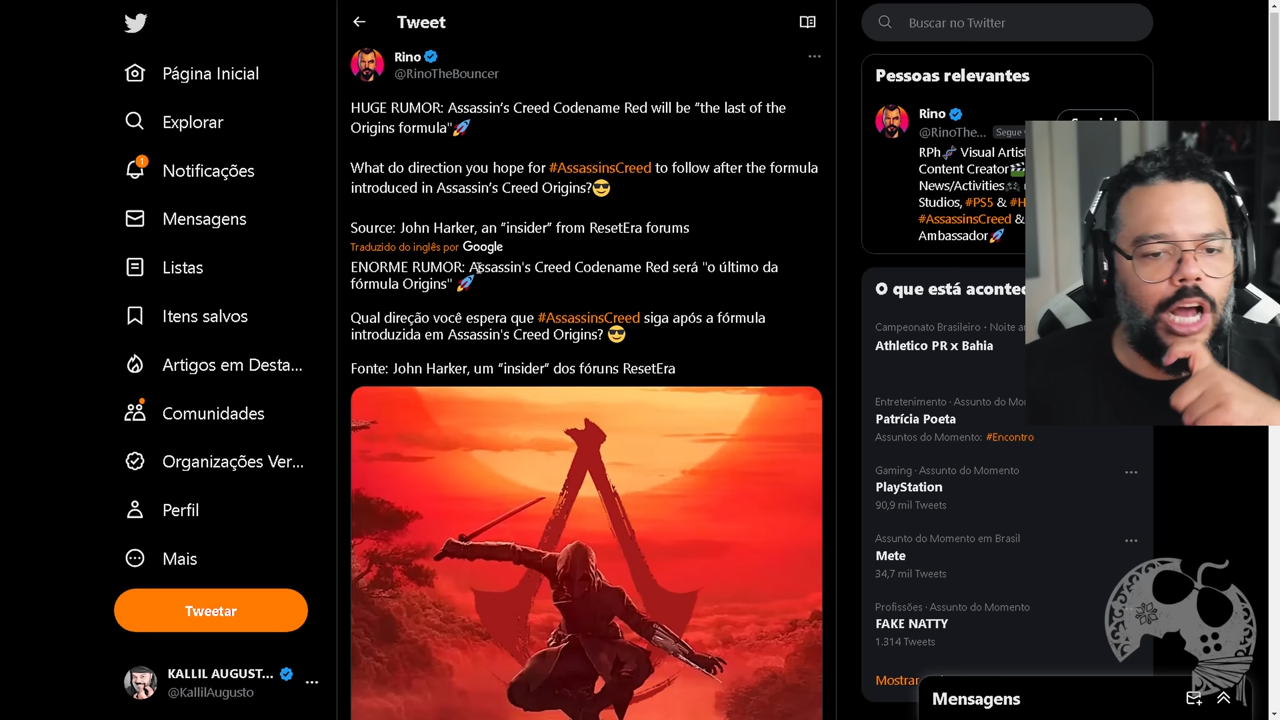 Página Inicial
Explorar
1
Notificações
Mensagens
Listas
Itens salvos
Artigos em Desta...
Comunidades
Organizações Ver...
Perfil
Mais
Tweetar
KALLIL AUGUST...
@KallilAugusto
Tweet
Rino
@RinoTheBouncer
HUGE RUMOR: Assassin’s Creed Codename Red will be “the last of the
Origins formula"🚀
What do direction you hope for #AssassinsCreed to follow after the formula
introduced in Assassin’s Creed Origins?😎
Source: John Harker, an “insider” from ResetEra forums
Traduzido do inglês por Google
ENORME RUMOR: Assassin's Creed Codename Red será "o último da
fórmula Origins" 🚀
Qual direção você espera que #AssassinsCreed siga após a fórmula
introduzida em Assassin's Creed Origins? 😎
Fonte: John Harker, um “insider” dos fóruns ResetEra
Buscar no Twitter
Pessoas relevantes
Rino
@RinoThe... Segue
RPh🧬 Visual Artist
Content Creator🎬
News/Activities🎮
Studios, #PS5 & #H
#AssassinsCreed &
Ambassador🚀
O que está acontec
Campeonato Brasileiro · Noite
Athletico PR x Bahia
Entretenimento · Assunto do Mo
Patrícia Poeta
Assuntos do Momento: #Encontro
Gaming · Assunto do Momento
PlayStation
90,9 mil Tweets
Assunto do Momento em Brasil
Mete
34,7 mil Tweets
Profissões · Assunto do Momento
FAKE NATTY
1.314 Tweets
Mostrar
Mensagens